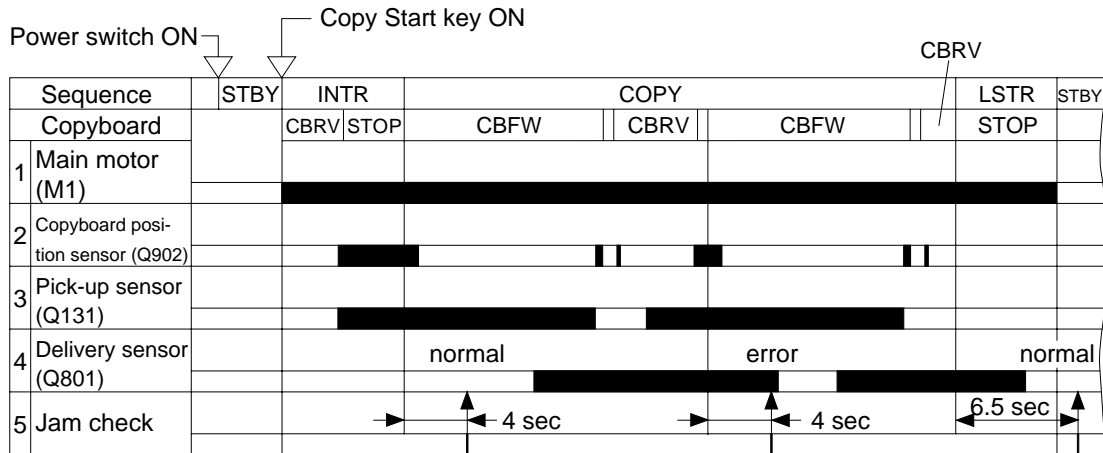 Copy Start key ON
Power switch ON
CBRV
Sequence STBY INTR COPY LSTR STBY
Copyboard CBRV STOP CBFW CBRV CBFW STOP
1 Main motor
(M1)
2 Copyboard posi-
tion sensor (Q902)
3 Pick-up sensor
(Q131)
4 Delivery sensor
(Q801)
normal error normal
5 Jam check 4 sec 4 sec 6.5 sec